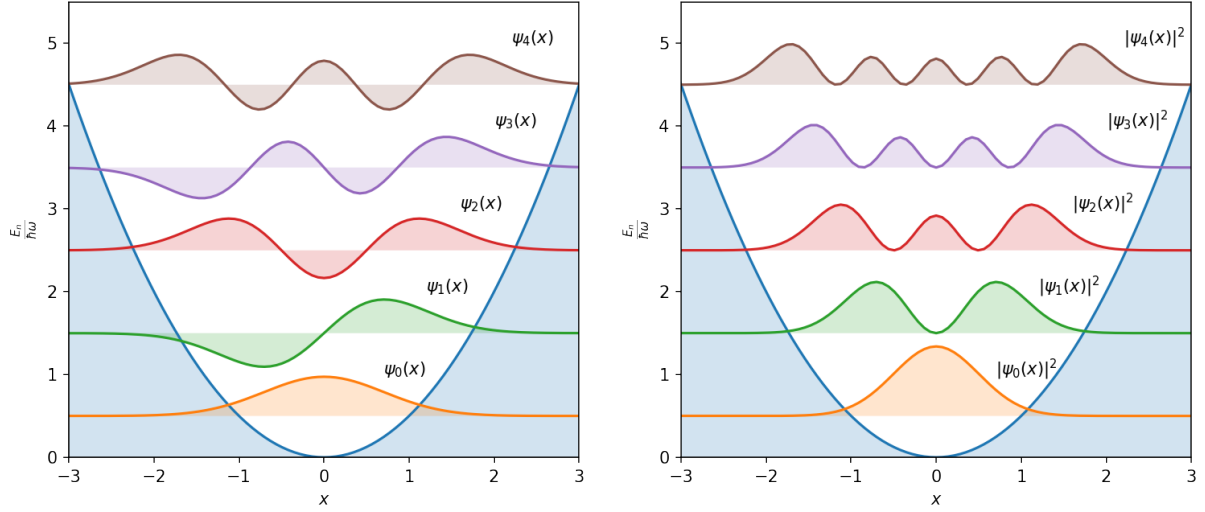 5
4
3
2
1
0
E_n/ħω
ψ₄(x)
ψ₃(x)
ψ₂(x)
ψ₁(x)
ψ₀(x)
−3 −2 −1 0 1 2 3
x
5
4
3
2
1
0
E_n/ħω
|ψ₄(x)|²
|ψ₃(x)|²
|ψ₂(x)|²
|ψ₁(x)|²
|ψ₀(x)|²
−3 −2 −1 0 1 2 3
x